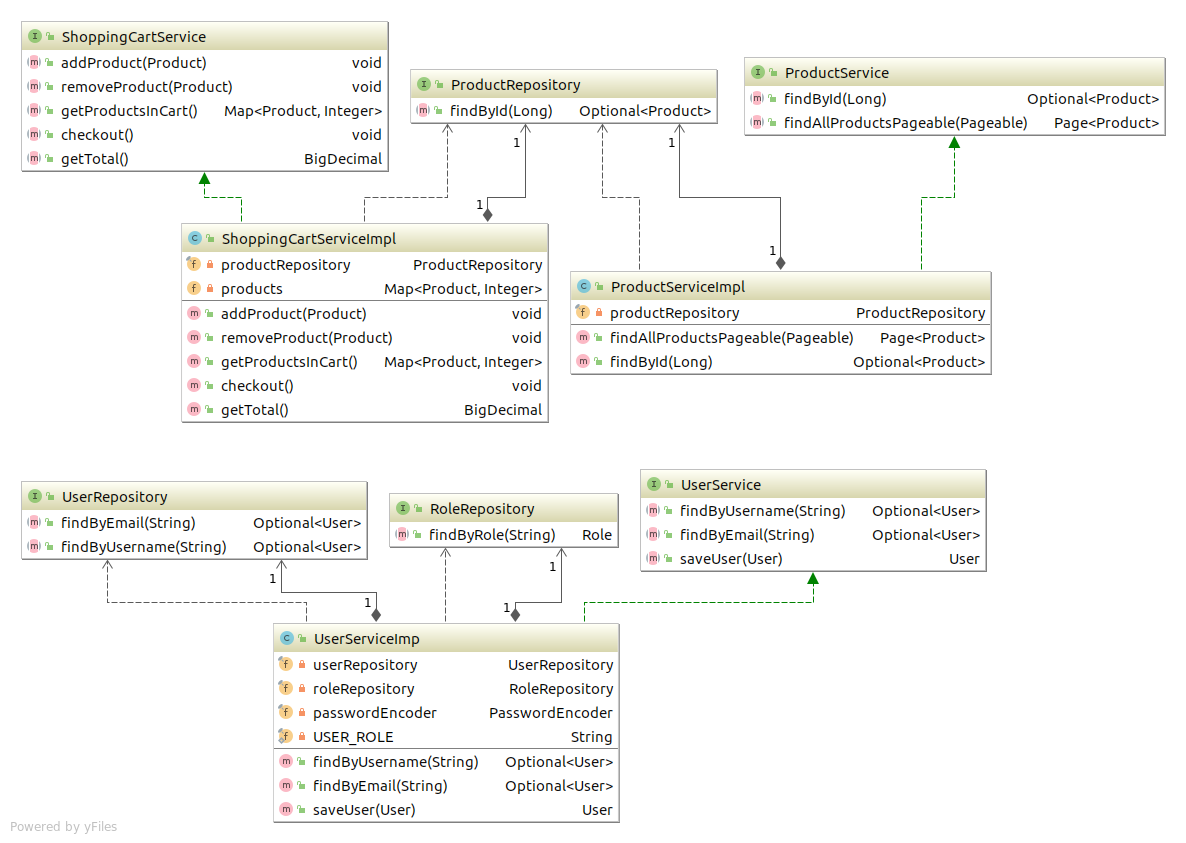 ShoppingCartService
addProduct(Product) void
removeProduct(Product) void
getProductsInCart() Map<Product, Integer>
checkout() void
getTotal() BigDecimal
ProductRepository
findById(Long) Optional<Product>
ProductService
findById(Long) Optional<Product>
findAllProductsPageable(Pageable) Page<Product>
1
1
1
1
ShoppingCartServiceImpl
productRepository ProductRepository
products Map<Product, Integer>
addProduct(Product) void
removeProduct(Product) void
getProductsInCart() Map<Product, Integer>
checkout() void
getTotal() BigDecimal
ProductServiceImpl
productRepository ProductRepository
findAllProductsPageable(Pageable) Page<Product>
findById(Long) Optional<Product>
UserRepository
findByEmail(String) Optional<User>
findByUsername(String) Optional<User>
RoleRepository
findByRole(String) Role
UserService
findByUsername(String) Optional<User>
findByEmail(String) Optional<User>
saveUser(User) User
1
1
1
1
UserServiceImp
userRepository UserRepository
roleRepository RoleRepository
passwordEncoder PasswordEncoder
USER_ROLE String
findByUsername(String) Optional<User>
findByEmail(String) Optional<User>
saveUser(User) User
Powered by yFiles